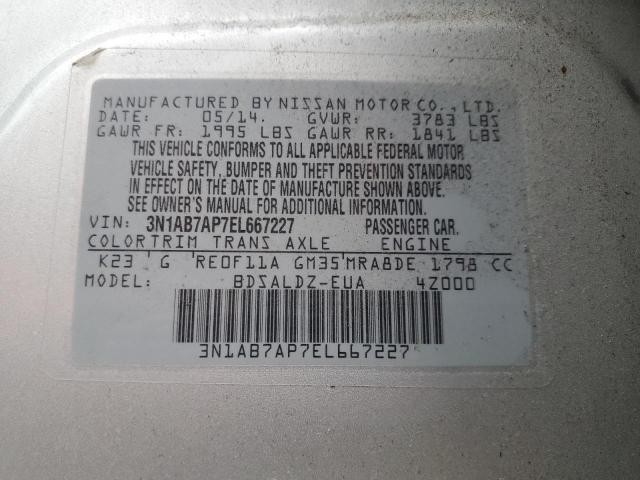 MANUFACTURED BY NISSAN MOTOR CO., LTD.
DATE: 05/14. GVWR: 3783 LBS
GAWR FR: 1995 LBS GAWR RR: 1841 LBS
THIS VEHICLE CONFORMS TO ALL APPLICABLE FEDERAL MOTOR
VEHICLE SAFETY, BUMPER AND THEFT PREVENTION STANDARDS
IN EFFECT ON THE DATE OF MANUFACTURE SHOWN ABOVE.
SEE OWNER'S MANUAL FOR ADDITIONAL INFORMATION.
VIN: 3N1AB7AP7EL667227 PASSENGER CAR.
COLOR TRIM TRANS AXLE ENGINE
K23 G RE0F11A GM35 MRA8DE 1798 CC
MODEL: BDSALDZ-EUA 4Z000
3N1AB7AP7EL667227